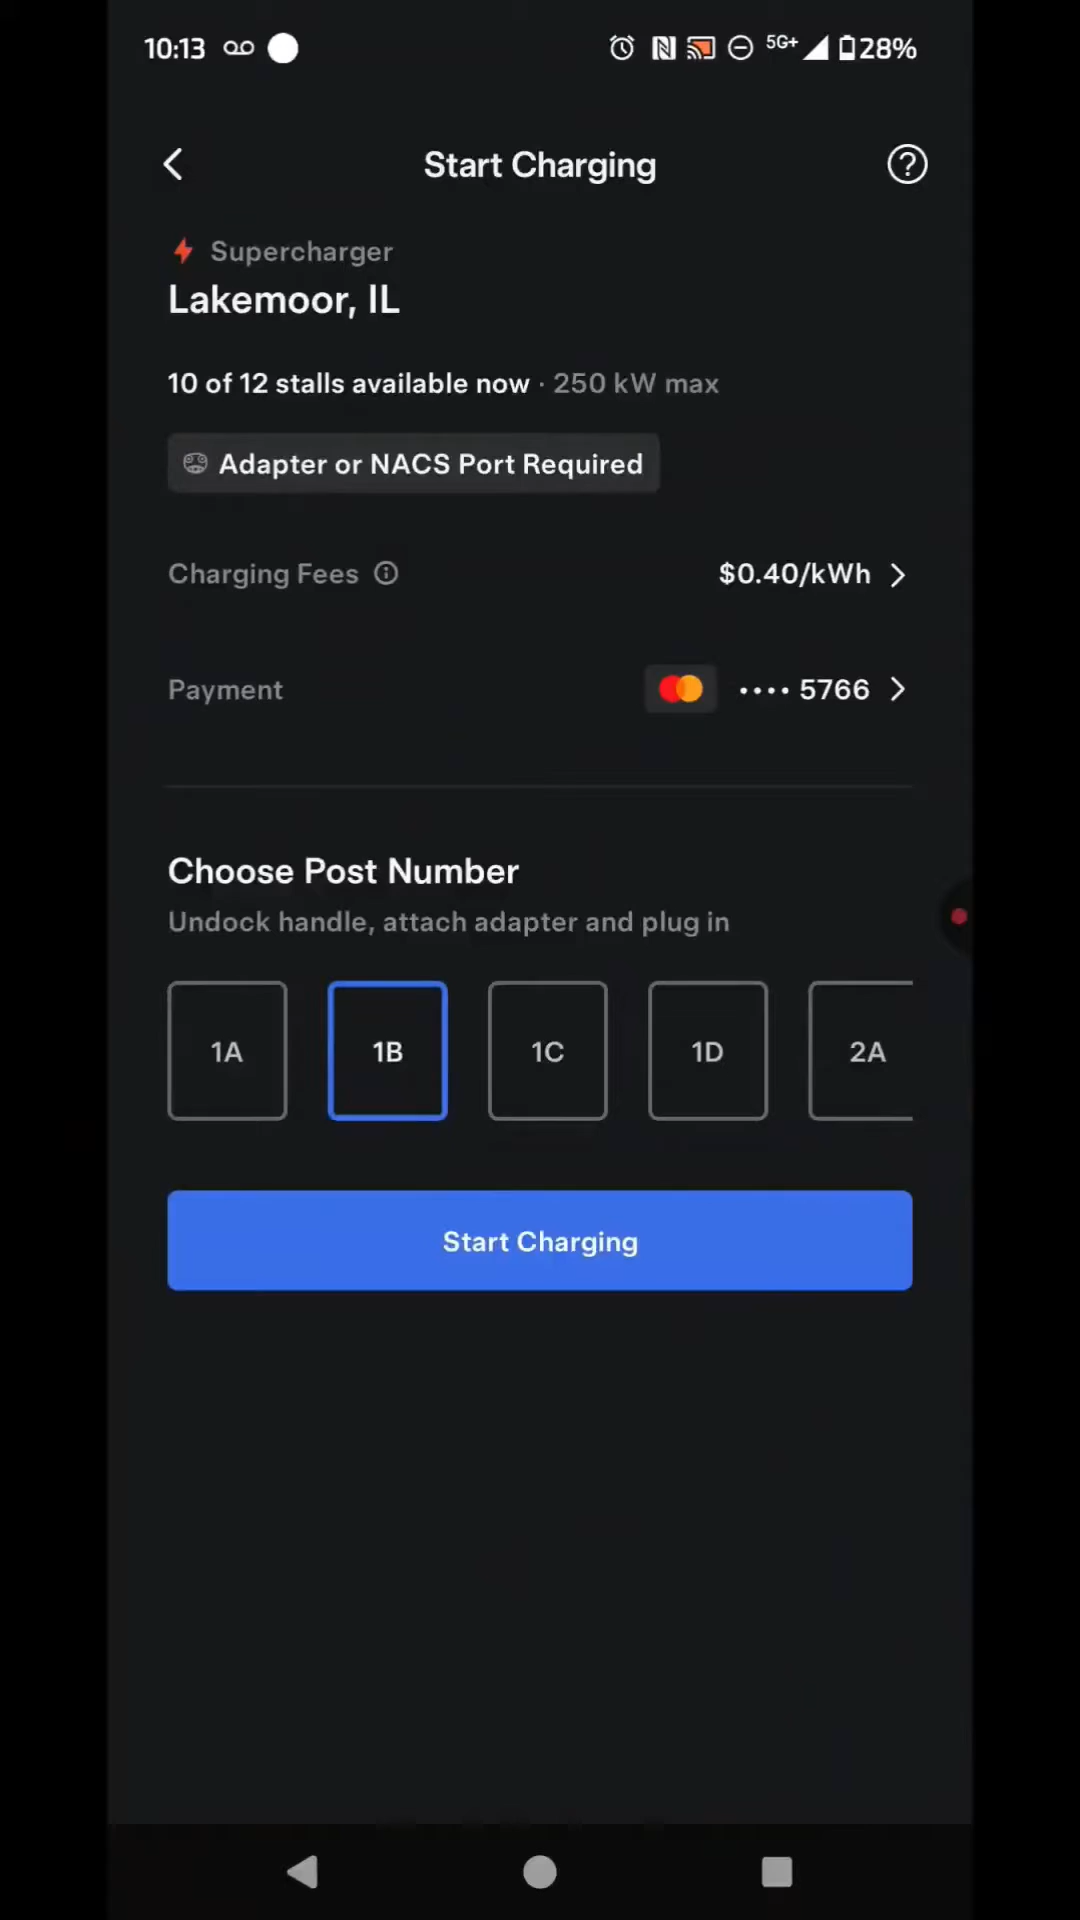 10:13 5G+ 28%
Start Charging
Supercharger
Lakemoor, IL
10 of 12 stalls available now · 250 kW max
Adapter or NACS Port Required
Charging Fees $0.40/kWh
Payment •••• 5766
Choose Post Number
Undock handle, attach adapter and plug in
1A 1B 1C 1D 2A
Start Charging